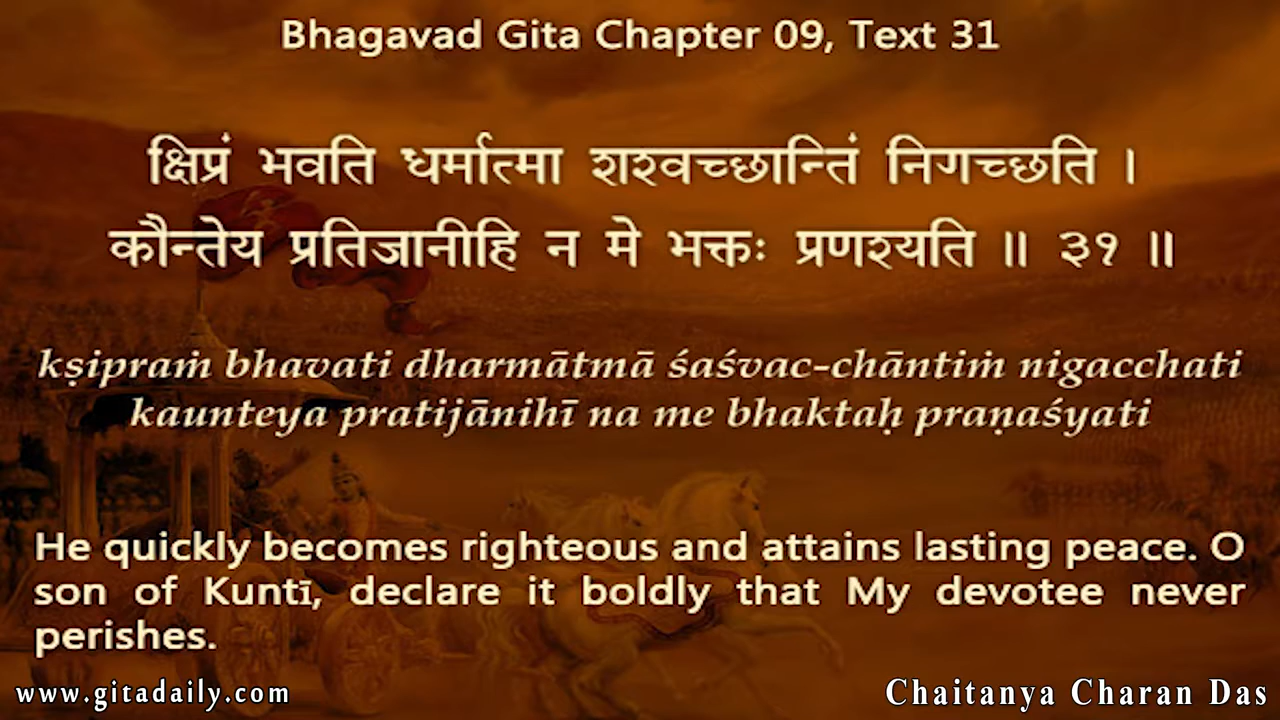 Bhagavad Gita Chapter 09, Text 31
क्षिप्रं भवति धर्मात्मा शश्वच्छान्तिं निगच्छति ।
कौन्तेय प्रतिजानीहि न मे भक्तः प्रणश्यति ॥ ३१ ॥
kṣipraṁ bhavati dharmātmā śaśvac-chāntiṁ nigacchati
kaunteya pratijānihī na me bhaktaḥ praṇaśyati
He quickly becomes righteous and attains lasting peace. O
son of Kuntī, declare it boldly that My devotee never
perishes.
www.gitadaily.com
Chaitanya Charan Das